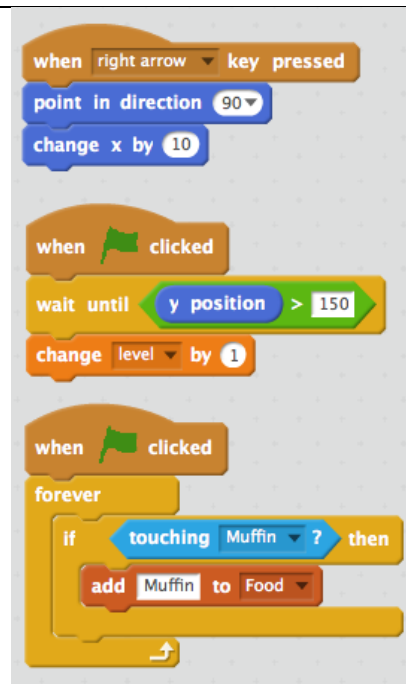 when right arrow key pressed
point in direction 90
change x by 10
when clicked
wait until y position > 150
change level by 1
when clicked
forever
if touching Muffin ? then
add Muffin to Food